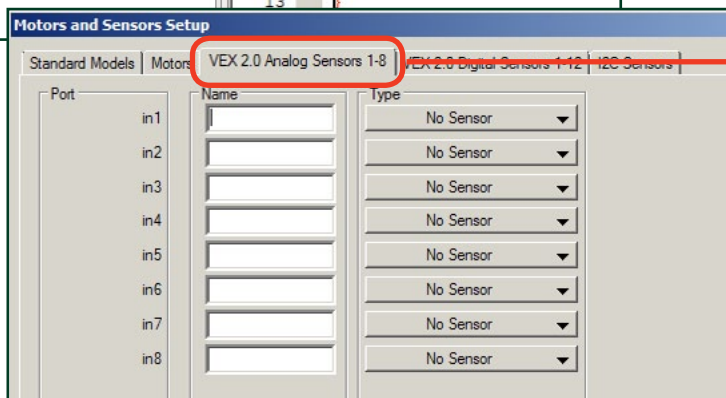 13
Motors and Sensors Setup
Standard Models Motors VEX 2.0 Analog Sensors 1-8 VEX 2.0 Digital Sensors 1-12 I2C Sensors
Port Name Type
in1 No Sensor
in2 No Sensor
in3 No Sensor
in4 No Sensor
in5 No Sensor
in6 No Sensor
in7 No Sensor
in8 No Sensor